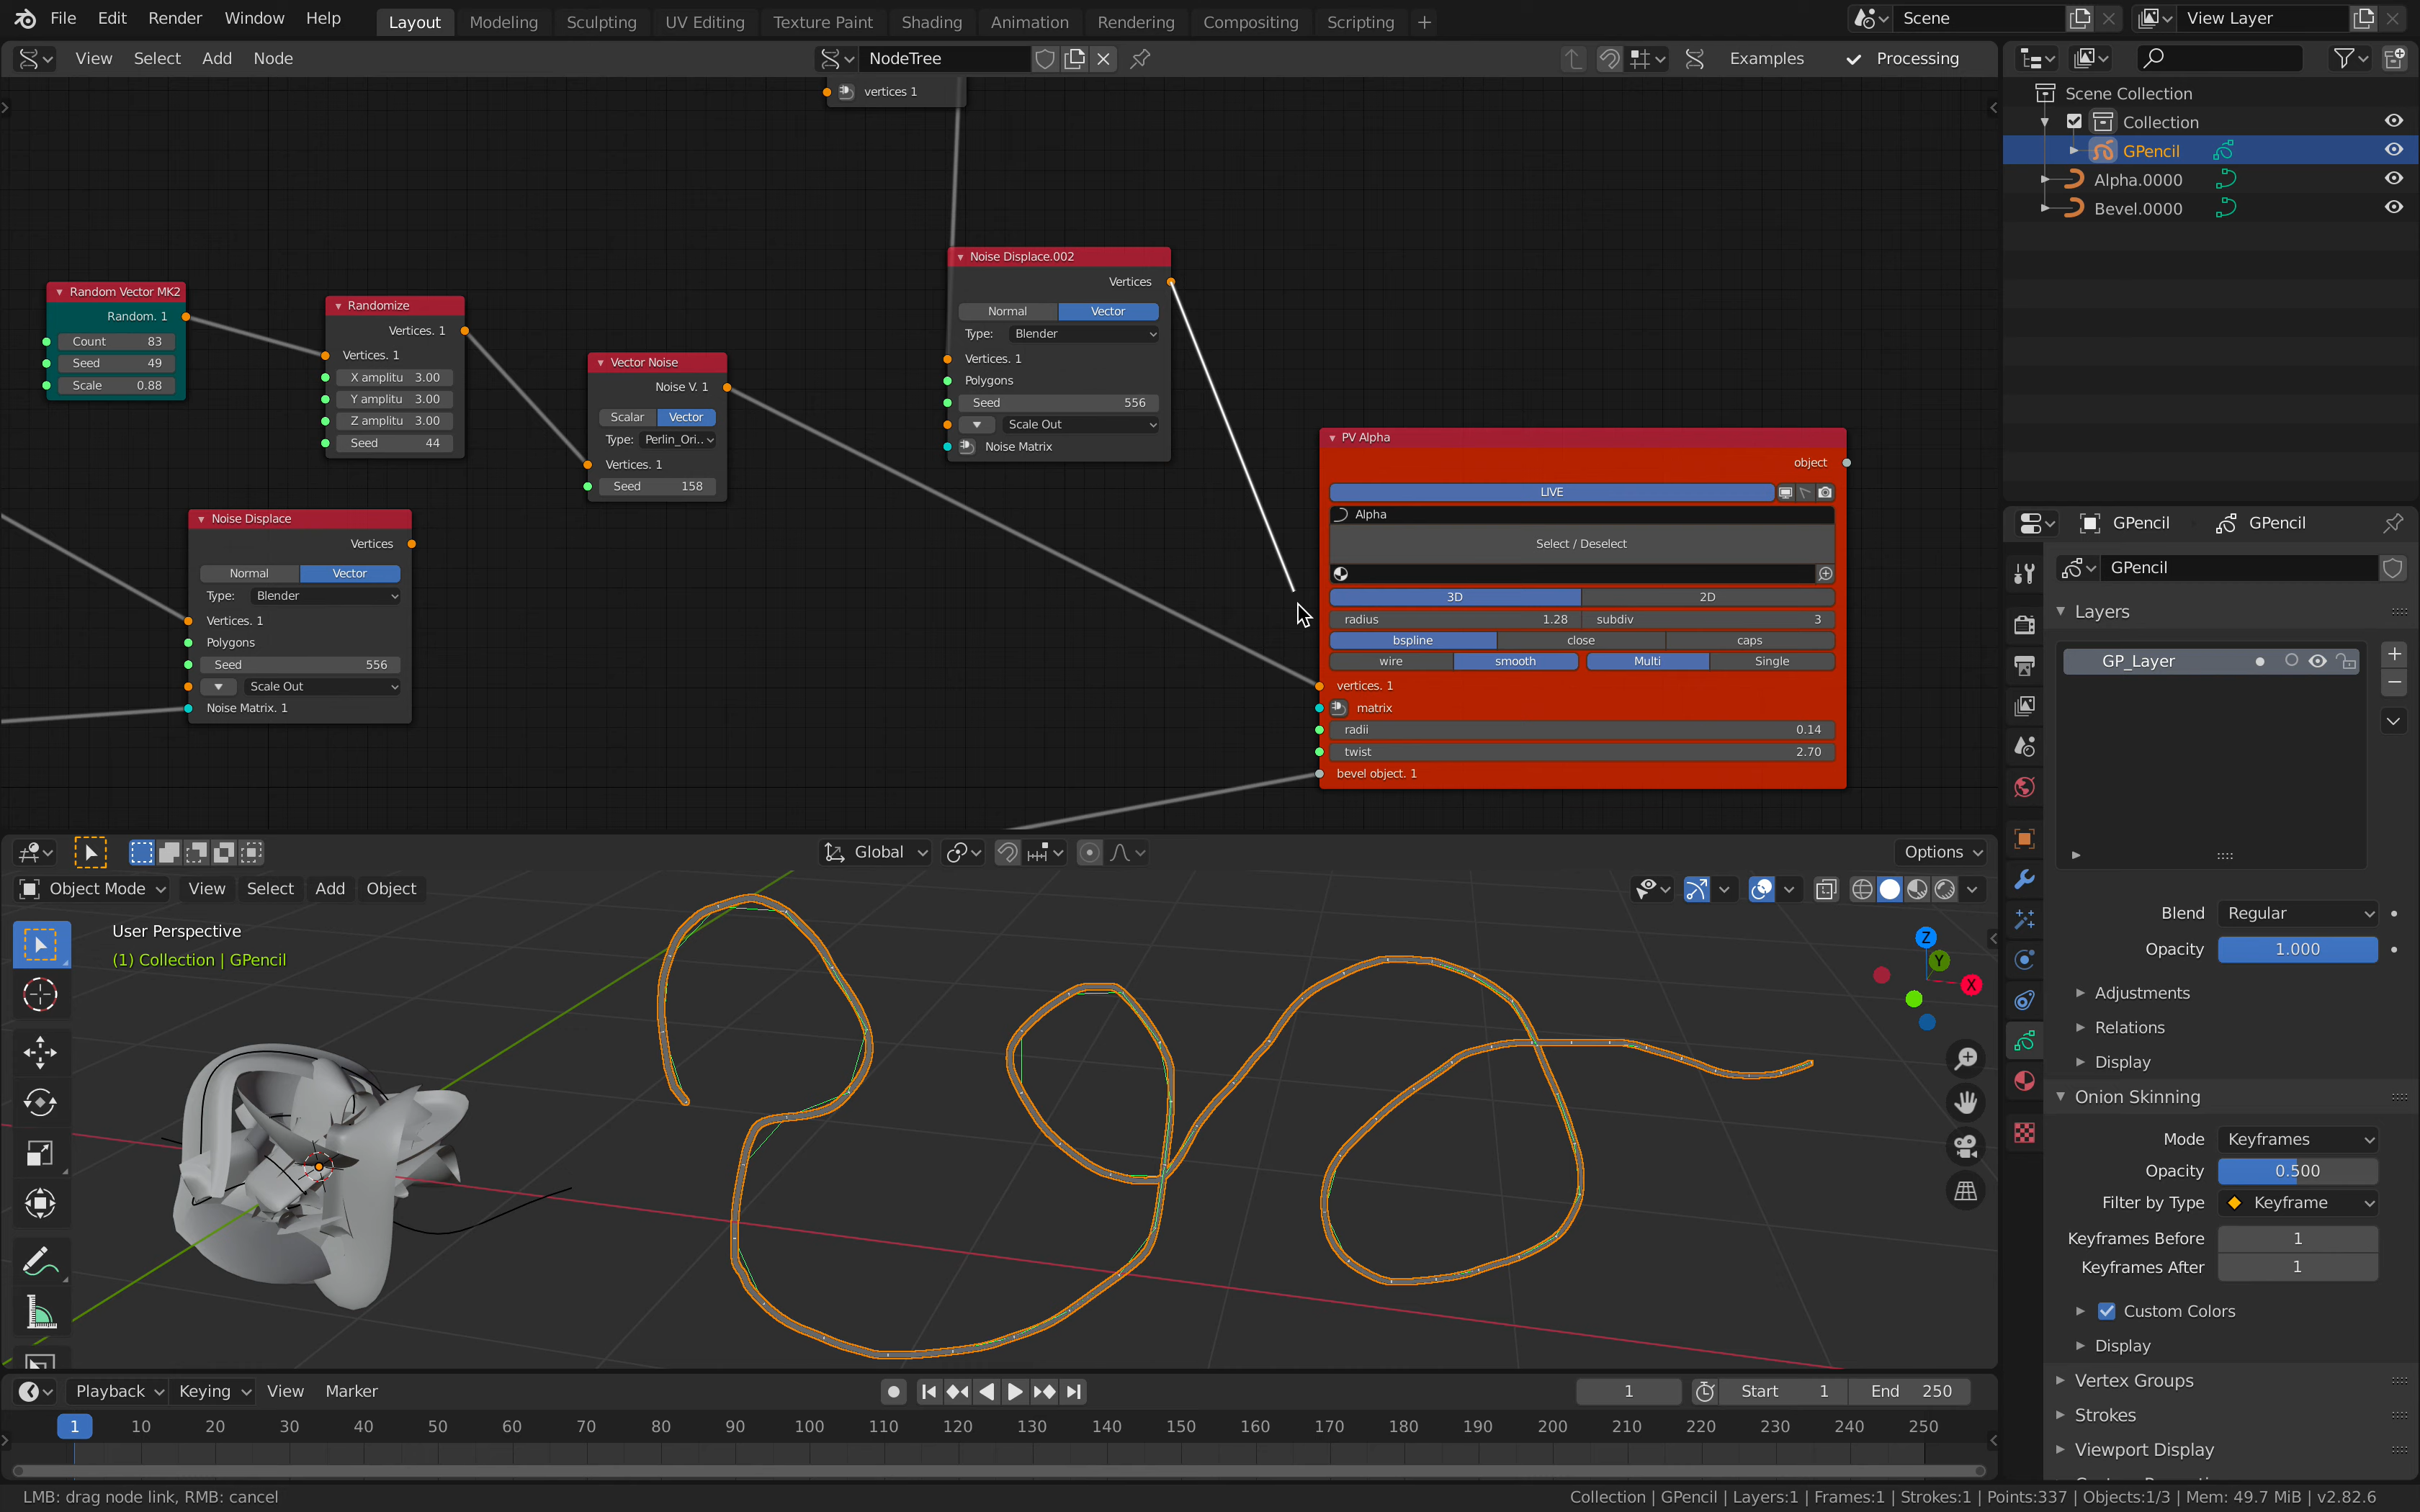 File Edit Render Window Help Layout Modeling Sculpting UV Editing Texture Paint Shading Animation Rendering Compositing Scripting + Scene View Layer
View Select Add Node NodeTree Examples Processing
vertices 1
Random Vector MK2
Random. 1
Count 83
Seed 49
Scale 0.88
Randomize
Vertices. 1
Vertices. 1
X amplitu 3.00
Y amplitu 3.00
Z amplitu 3.00
Seed 44
Vector Noise
Noise V. 1
Scalar Vector
Type: Perlin_Ori..
Vertices. 1
Seed 158
Noise Displace.002
Vertices
Normal Vector
Type: Blender
Vertices. 1
Polygons
Seed 556
Scale Out
Noise Matrix
Noise Displace
Vertices
Normal Vector
Type: Blender
Vertices. 1
Polygons
Seed 556
Scale Out
Noise Matrix. 1
PV Alpha
object
LIVE
Alpha
Select / Deselect
3D 2D
radius 1.28 subdiv 3
bspline close caps
wire smooth Multi Single
vertices. 1
matrix
radii 0.14
twist 2.70
bevel object. 1
Scene Collection
Collection
GPencil
Alpha.0000
Bevel.0000
GPencil GPencil
GPencil
Layers
GP_Layer
Blend Regular
Opacity 1.000
Adjustments
Relations
Display
Onion Skinning
Mode Keyframes
Opacity 0.500
Filter by Type Keyframe
Keyframes Before 1
Keyframes After 1
Custom Colors
Display
Vertex Groups
Strokes
Viewport Display
Global Options
Object Mode View Select Add Object
User Perspective
(1) Collection | GPencil
Z
Y
X
Playback Keying View Marker 1 Start 1 End 250
1 10 20 30 40 50 60 70 80 90 100 110 120 130 140 150 160 170 180 190 200 210 220 230 240 250
LMB: drag node link, RMB: cancel Collection | GPencil | Layers:1 | Frames:1 | Strokes:1 | Points:337 | Objects:1/3 | Mem: 49.7 MiB | v2.82.6